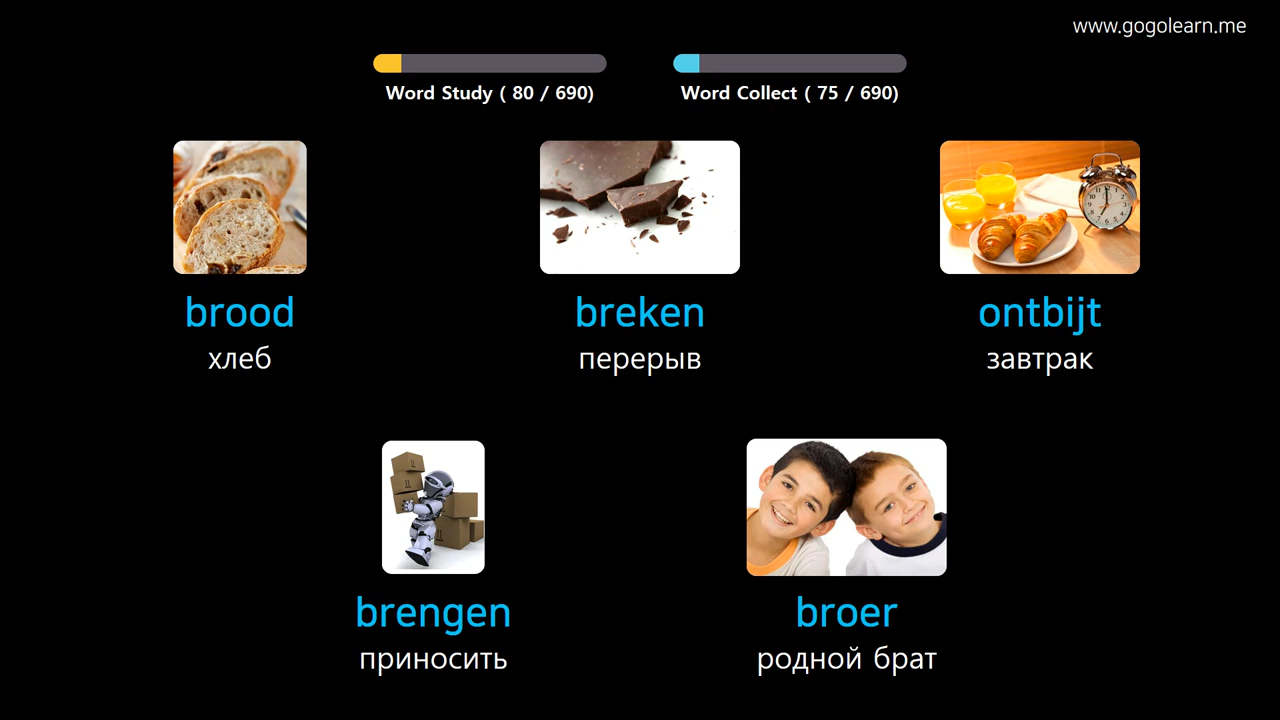 www.gogolearn.me
Word Study ( 80 / 690)
Word Collect ( 75 / 690)
brood
хлеб
breken
перерыв
ontbijt
завтрак
brengen
приносить
broer
родной брат